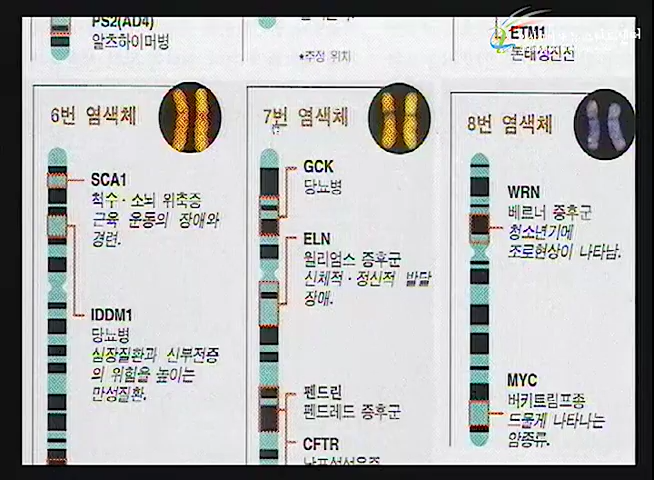 PS2(AD4)
알츠하이머병
★추정 위치
ETM1
본태성진전
6번 염색체
SCA1
척수·소뇌 위축증
근육 운동의 장애와
경련.
IDDM1
당뇨병
심장질환과 신부전증
의 위험을 높이는
만성질환.
7번 염색체
GCK
당뇨병
ELN
윌리엄스 증후군
신체적·정신적 발달
장애.
펜드린
펜드레드 증후군
CFTR
8번 염색체
WRN
베르너 증후군
청소년기에
조로현상이 나타남.
MYC
버키트림프종
드물게 나타나는
암종류.